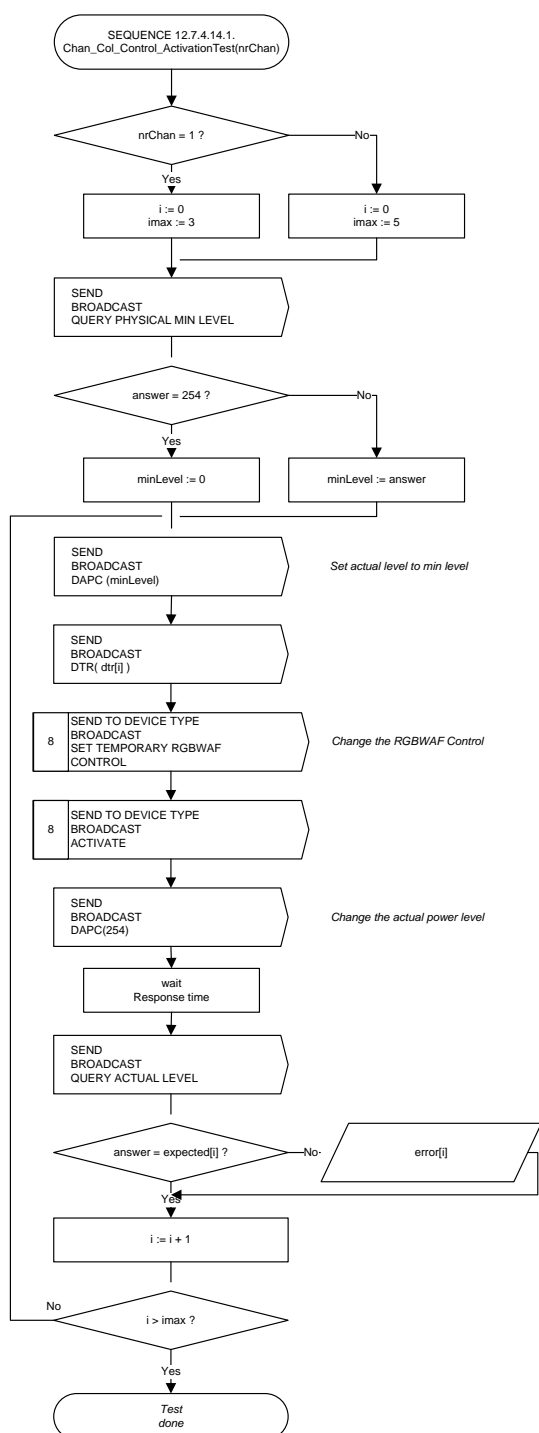 SEQUENCE 12.7.4.14.1.
Chan_Col_Control_ActivationTest(nrChan)
nrChan = 1 ?
No
Yes
i := 0
imax := 3
i := 0
imax := 5
SEND
BROADCAST
QUERY PHYSICAL MIN LEVEL
answer = 254 ?
No
Yes
minLevel := 0
minLevel := answer
SEND
BROADCAST
DAPC (minLevel)
Set actual level to min level
SEND
BROADCAST
DTR( dtr[i] )
8
SEND TO DEVICE TYPE
BROADCAST
SET TEMPORARY RGBWAF
CONTROL
Change the RGBWAF Control
8
SEND TO DEVICE TYPE
BROADCAST
ACTIVATE
SEND
BROADCAST
DAPC(254)
Change the actual power level
wait
Response time
SEND
BROADCAST
QUERY ACTUAL LEVEL
answer = expected[i] ?
No
error[i]
Yes
i := i + 1
No
i > imax ?
Yes
Test
done